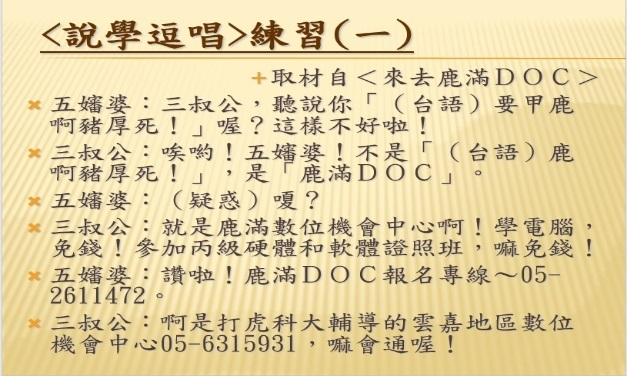 <說學逗唱>練習(一)
取材自＜來去鹿滿ＤＯＣ＞
五嬸婆：三叔公，聽說你「（台語）要甲鹿
啊豬厚死！」喔？這樣不好啦！
三叔公：唉喲！五嬸婆！不是「（台語）鹿
啊豬厚死！」，是「鹿滿ＤＯＣ」。
五嬸婆：（疑惑）嗄？
三叔公：就是鹿滿數位機會中心啊！學電腦，
免錢！參加丙級硬體和軟體證照班，嘛免錢！
五嬸婆：讚啦！鹿滿ＤＯＣ報名專線～05-
2611472。
三叔公：啊是打虎科大輔導的雲嘉地區數位
機會中心05-6315931，嘛會通喔！